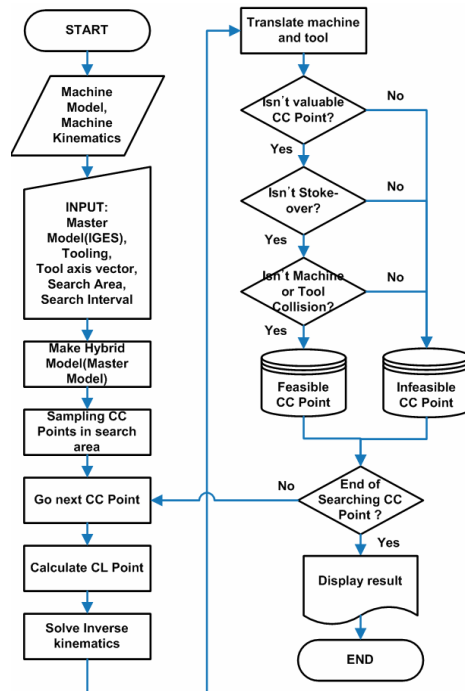 START
Machine
Model,
Machine
Kinematics
INPUT:
Master
Model(IGES),
Tooling,
Tool axis vector,
Search Area,
Search Interval
Make Hybrid
Model(Master
Model)
Sampling CC
Points in search
area
Go next CC Point
Calculate CL Point
Solve Inverse
kinematics
Translate machine
and tool
Isn´t valuable
CC Point?
No
Yes
Isn´t Stoke-
over?
No
Yes
Isn´t Machine
or Tool
Collision?
No
Yes
Feasible
CC Point
Infeasible
CC Point
End of
Searching CC
Point ?
No
Yes
Display result
END